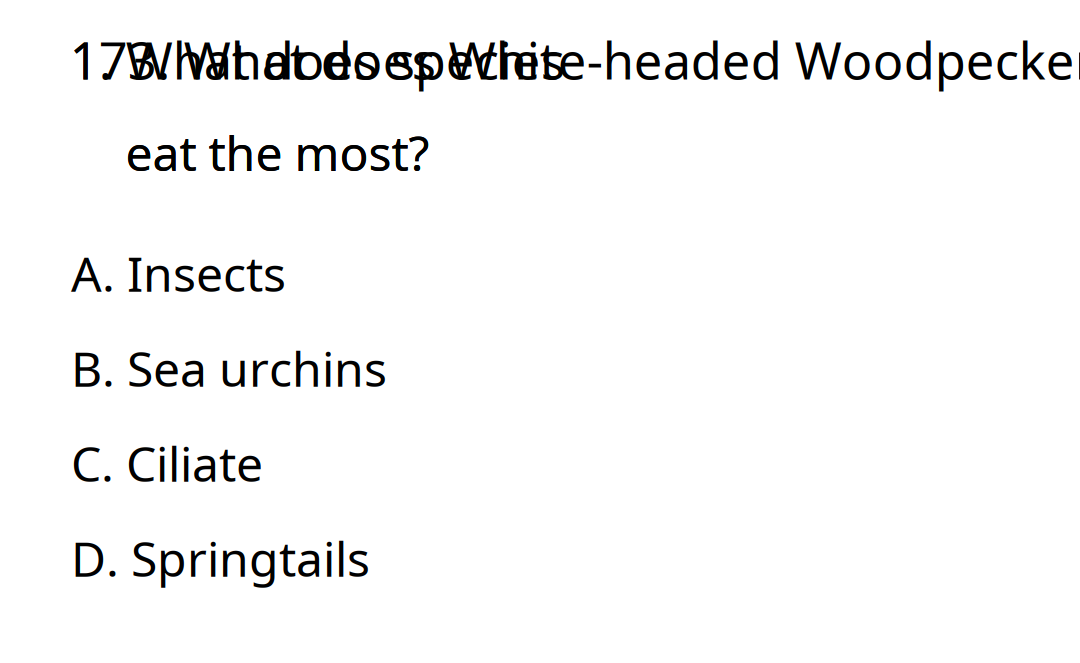 173. What does White-headed Woodpecker
eat the most?
A. Insects
B. Sea urchins
C. Ciliate
D. Springtails